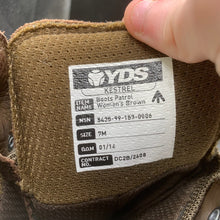 YDS
KESTREL
ITEM NAME Boots Patrol
Women's Brown
NSN 8430-99-153-0006
SIZE 7M
DOM 01/14
CONTRACT NO. DC2B/2408